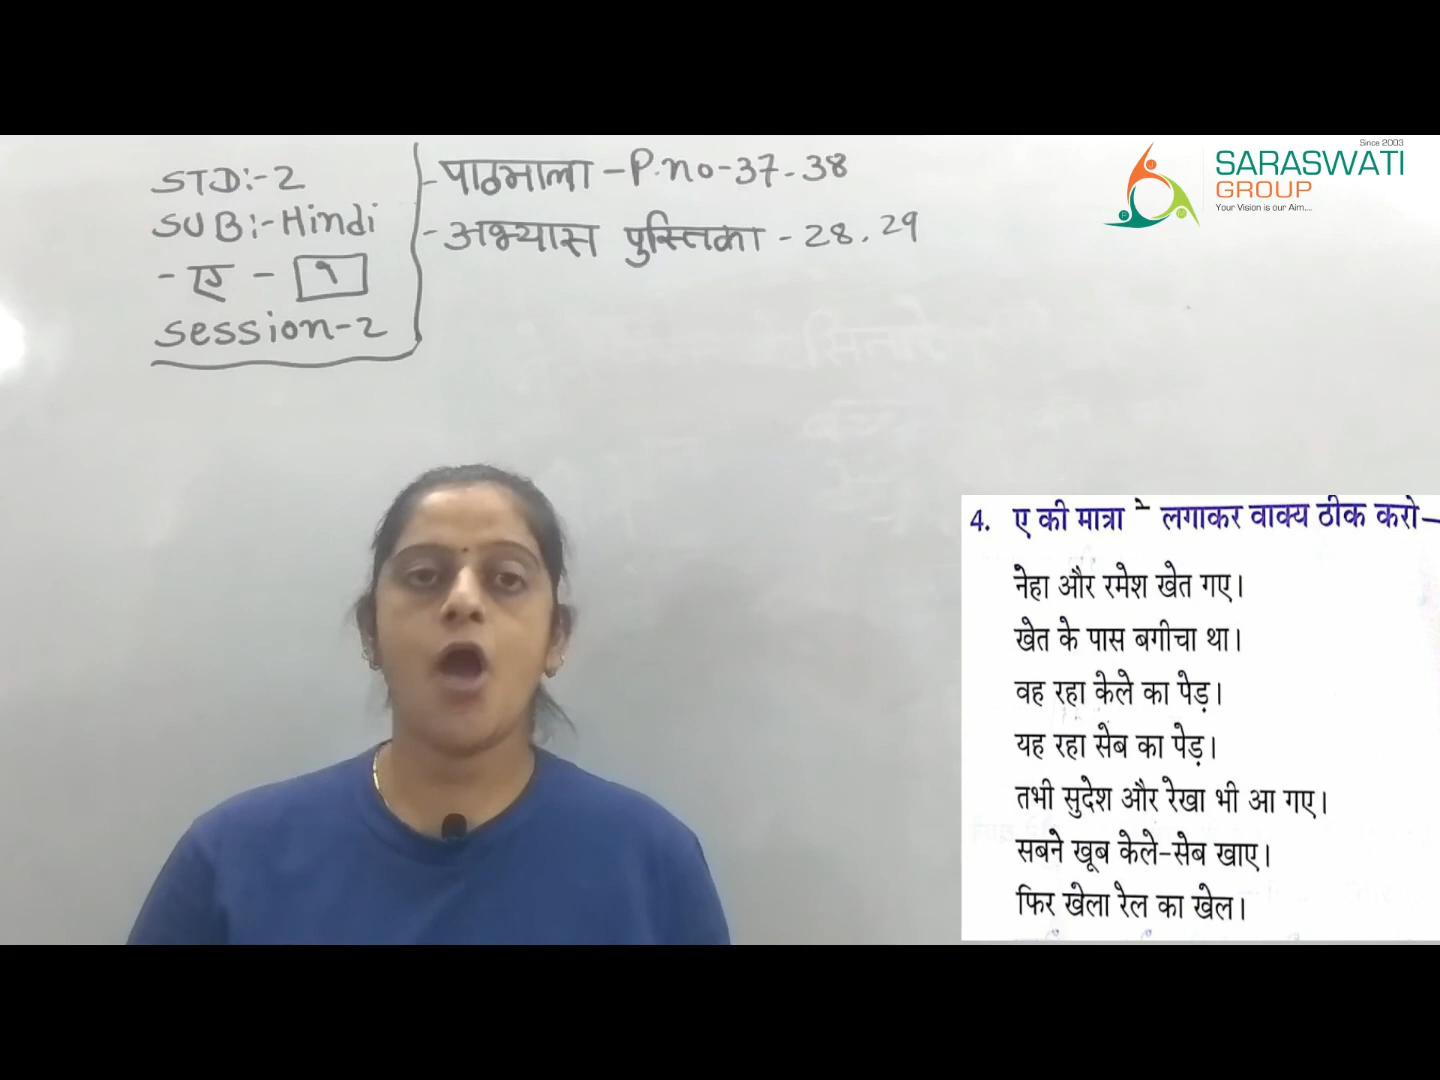 STD:-2
SUB:-Hindi
- ए - े
Session-2
- पाठमाला - P.no-37-38
- अभ्यास पुस्तिका - 28, 29
Since 2003
SARASWATI
GROUP
Your Vision is our Aim....
4. ए की मात्रा े लगाकर वाक्य ठीक करो–
नेहा और रमेश खेत गए।
खेत के पास बगीचा था।
वह रहा केले का पेड़।
यह रहा सेब का पेड़।
तभी सुदेश और रेखा भी आ गए।
सबने खूब केले-सेब खाए।
फिर खेला रेल का खेल।